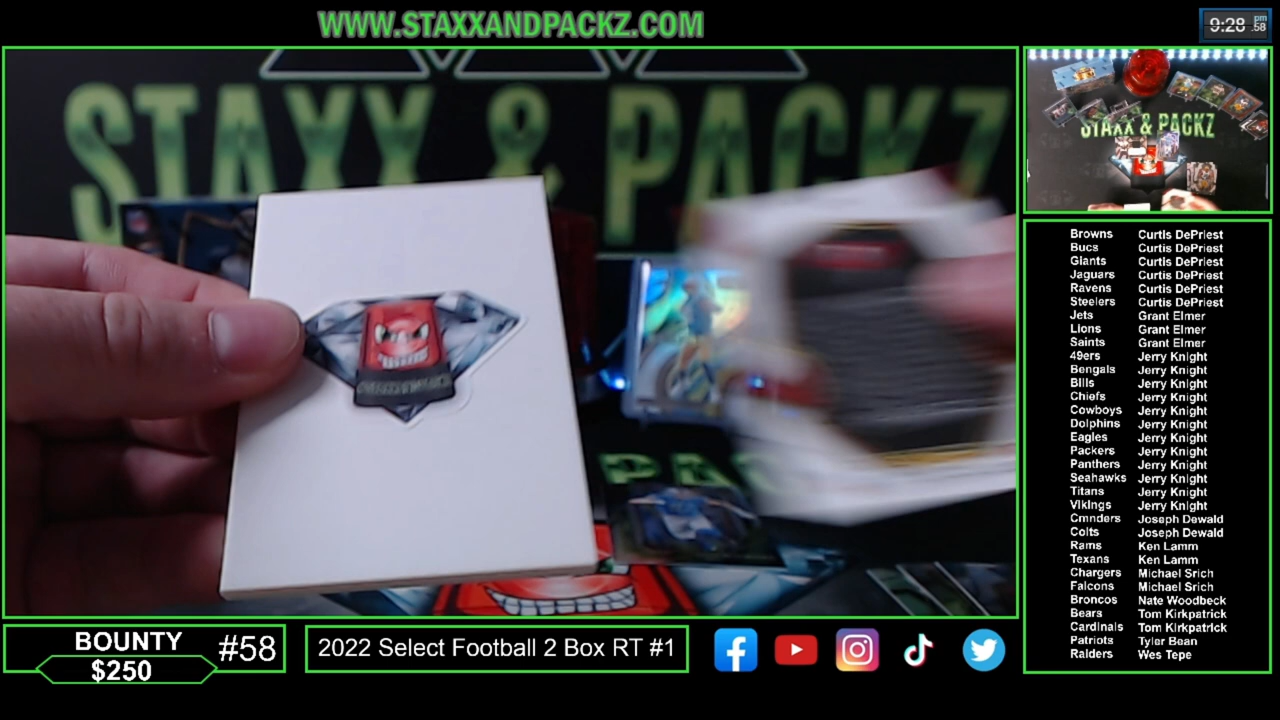 WWW.STAXXANDPACKZ.COM
9:28 pm
.58
STAXX & PACKZ
STAXX & PACKZ
Browns Curtis DePriest
Bucs Curtis DePriest
Giants Curtis DePriest
Jaguars Curtis DePriest
Ravens Curtis DePriest
Steelers Curtis DePriest
Jets Grant Elmer
Lions Grant Elmer
Saints Grant Elmer
49ers Jerry Knight
Bengals Jerry Knight
Bills Jerry Knight
Chiefs Jerry Knight
Cowboys Jerry Knight
Dolphins Jerry Knight
Eagles Jerry Knight
Packers Jerry Knight
Panthers Jerry Knight
Seahawks Jerry Knight
Titans Jerry Knight
Vikings Jerry Knight
Cmnders Joseph Dewald
Colts Joseph Dewald
Rams Ken Lamm
Texans Ken Lamm
Chargers Michael Srich
Falcons Michael Srich
Broncos Nate Woodbeck
Bears Tom Kirkpatrick
Cardinals Tom Kirkpatrick
Patriots Tyler Bean
Raiders Wes Tepe
BOUNTY
$250
#58
2022 Select Football 2 Box RT #1